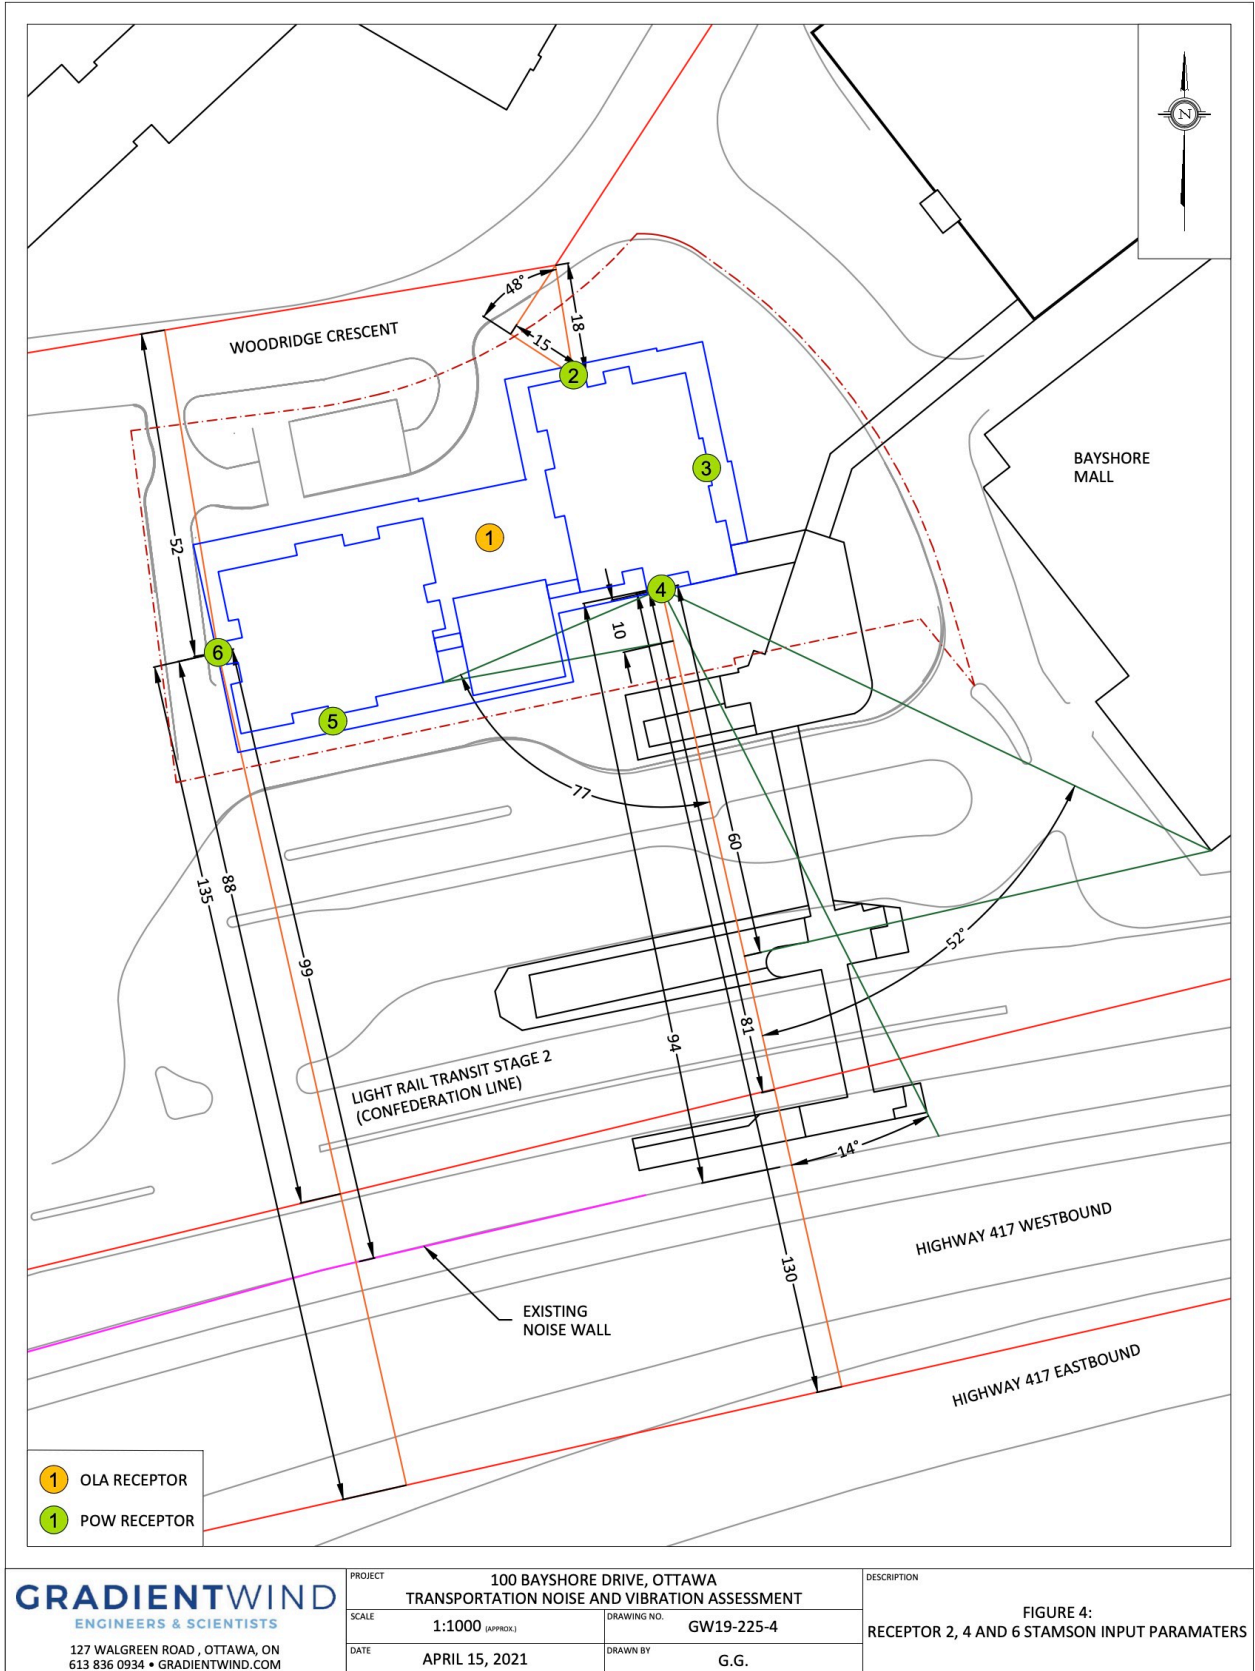 N
48°
18
15
WOODRIDGE CRESCENT
2
3
BAYSHORE
MALL
1
52
4
10
6
5
77
60
88
135
99
52°
81
94
LIGHT RAIL TRANSIT STAGE 2
(CONFEDERATION LINE)
14°
HIGHWAY 417 WESTBOUND
130
EXISTING
NOISE WALL
HIGHWAY 417 EASTBOUND
1 OLA RECEPTOR
1 POW RECEPTOR
GRADIENTWIND
ENGINEERS & SCIENTISTS
127 WALGREEN ROAD , OTTAWA, ON
613 836 0934 • GRADIENTWIND.COM
PROJECT
100 BAYSHORE DRIVE, OTTAWA
TRANSPORTATION NOISE AND VIBRATION ASSESSMENT
SCALE
1:1000 (APPROX.)
DRAWING NO.
GW19-225-4
DATE
APRIL 15, 2021
DRAWN BY
G.G.
DESCRIPTION
FIGURE 4:
RECEPTOR 2, 4 AND 6 STAMSON INPUT PARAMATERS